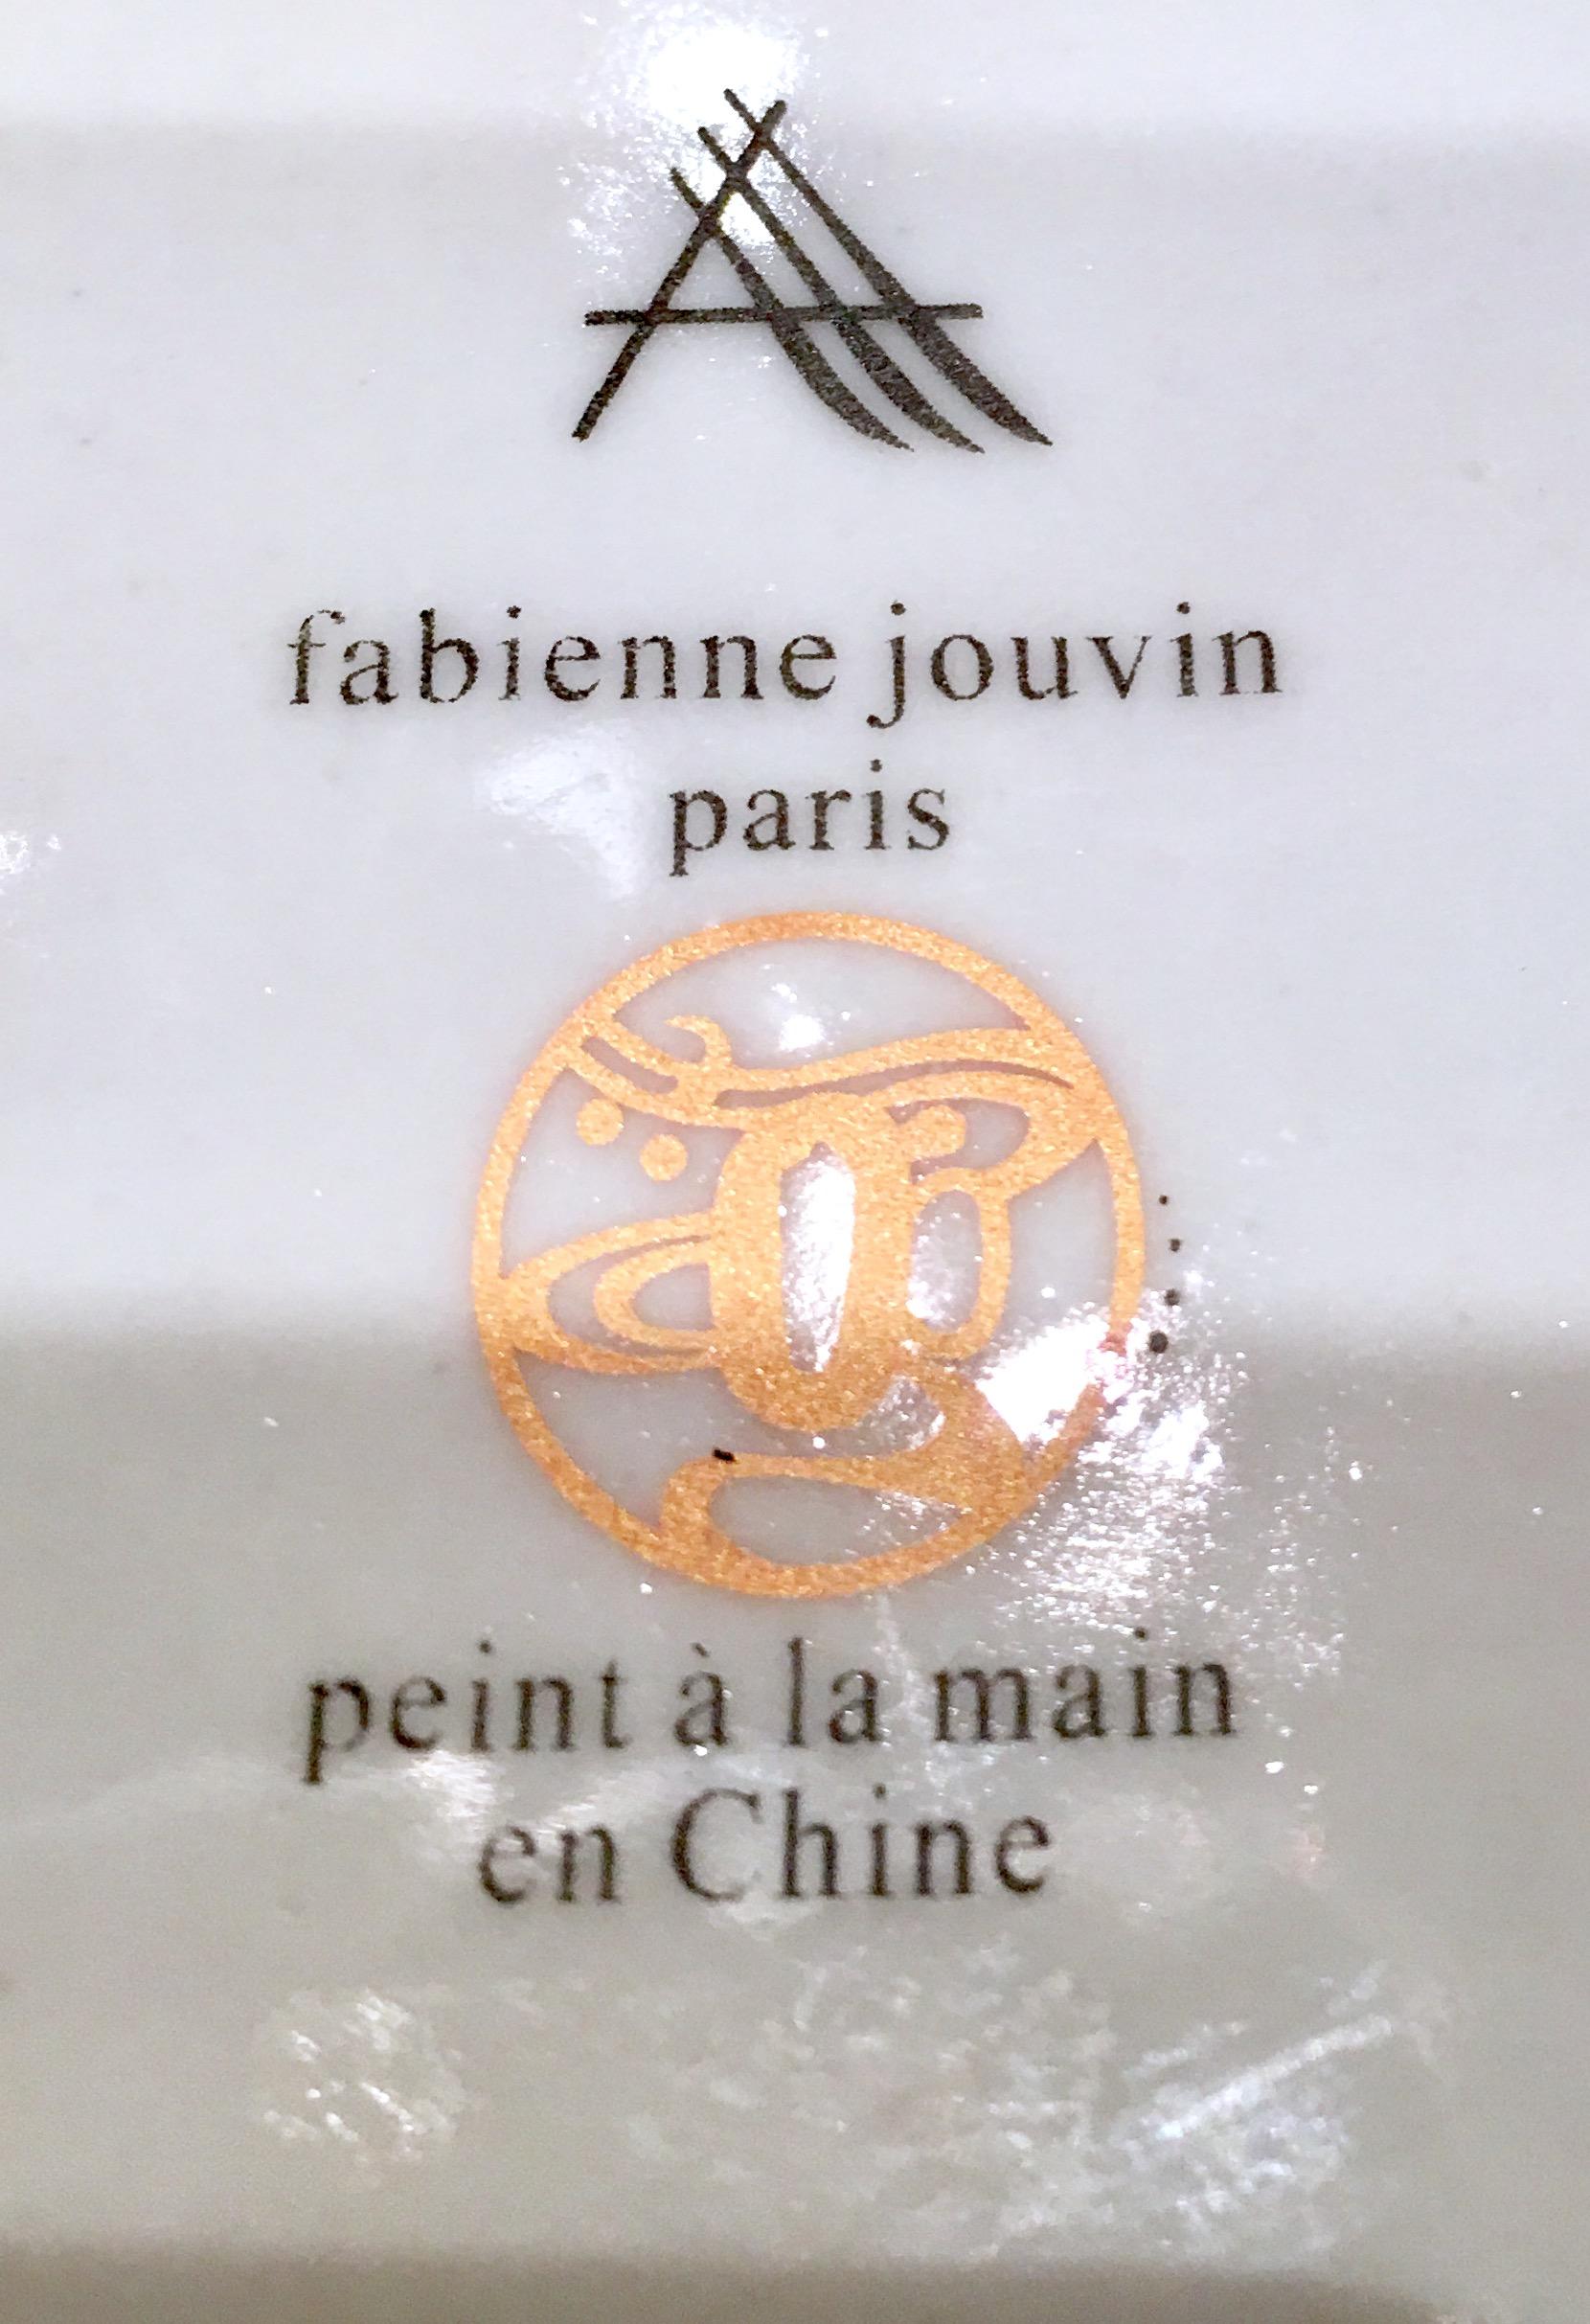 fabienne jouvin
paris
peint à la main
en Chine